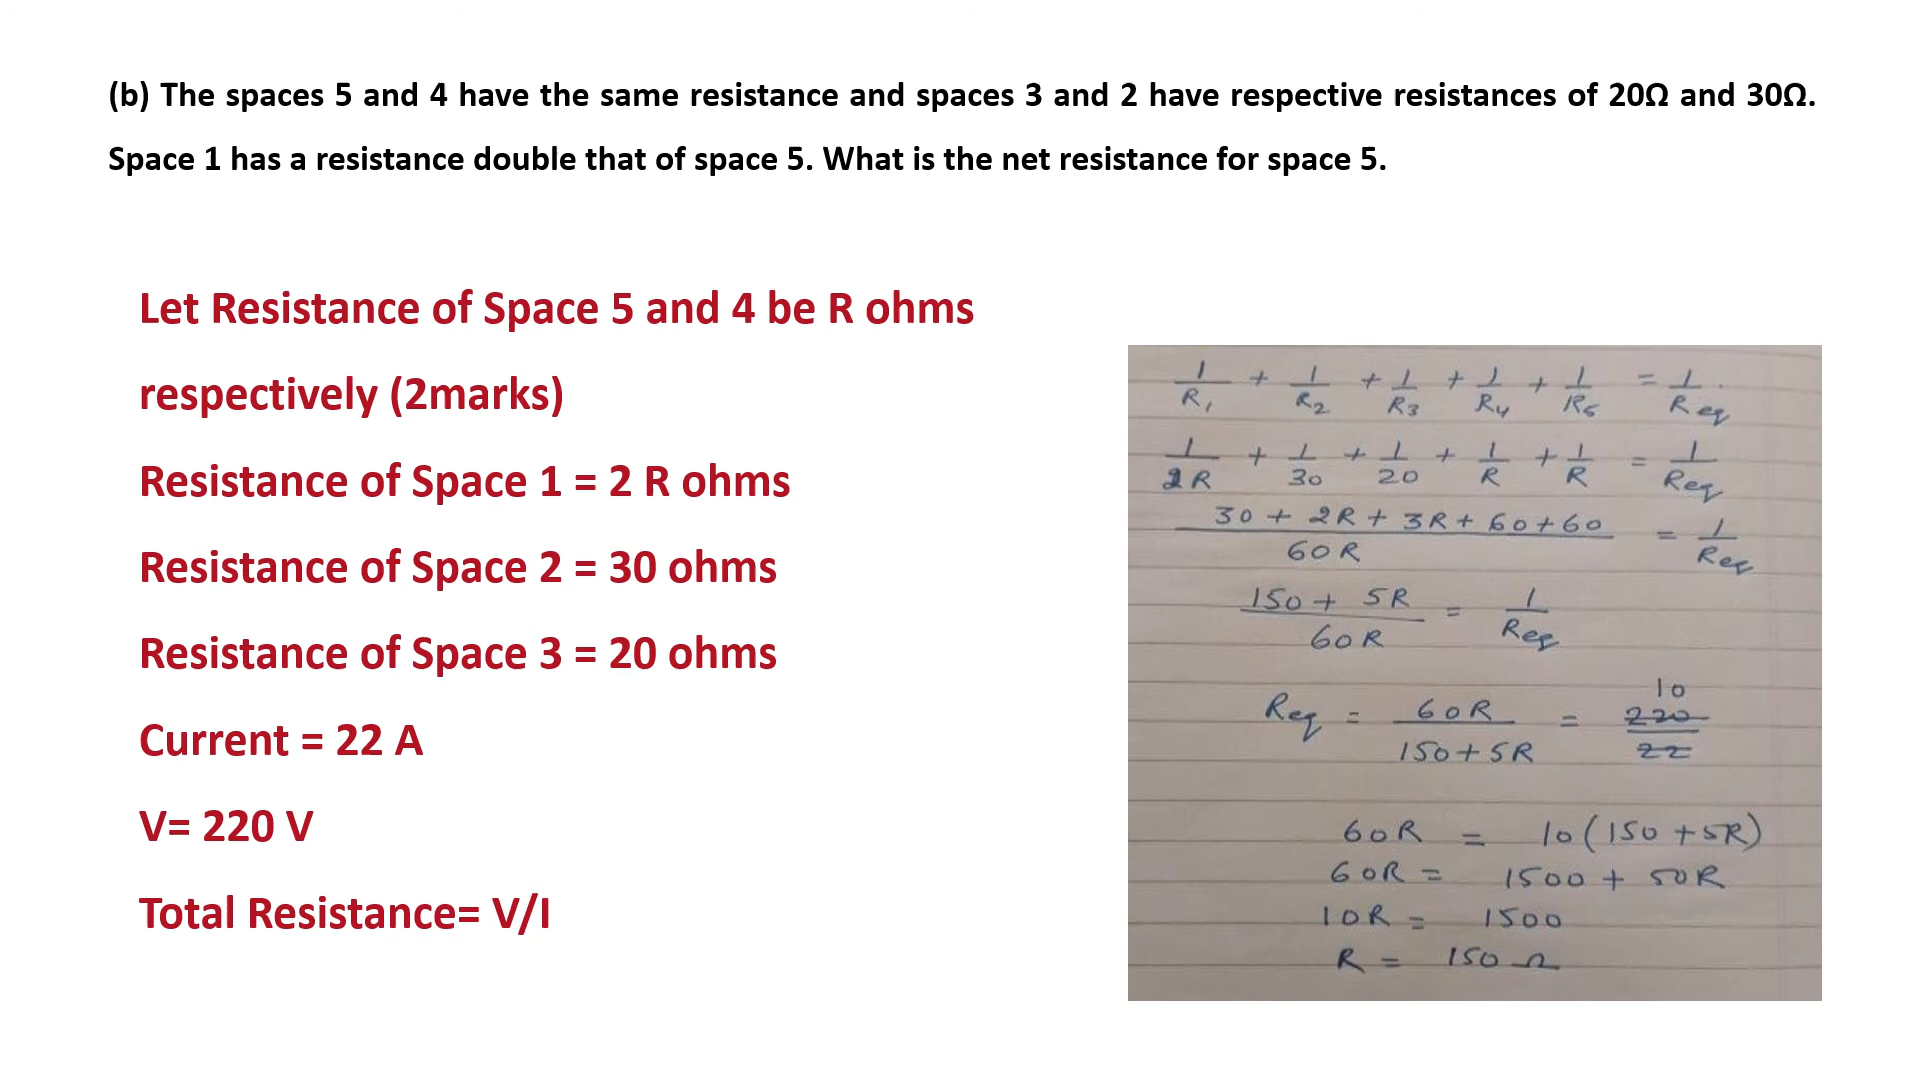 (b) The spaces 5 and 4 have the same resistance and spaces 3 and 2 have respective resistances of 20Ω and 30Ω.
Space 1 has a resistance double that of space 5. What is the net resistance for space 5.
Let Resistance of Space 5 and 4 be R ohms
respectively (2marks)
Resistance of Space 1 = 2 R ohms
Resistance of Space 2 = 30 ohms
Resistance of Space 3 = 20 ohms
Current = 22 A
V= 220 V
Total Resistance= V/I
1/R₁ + 1/R₂ + 1/R₃ + 1/R₄ + 1/R₅ = 1/Req.
1/2R + 1/30 + 1/20 + 1/R + 1/R = 1/Req
30 + 2R + 3R + 60 + 60 / 60R = 1/Req
150 + 5R / 60R = 1/Req
Req = 60R / 150 + 5R = 220/22 10
60R = 10(150 + 5R)
60R = 1500 + 50R
10R = 1500
R = 150 Ω